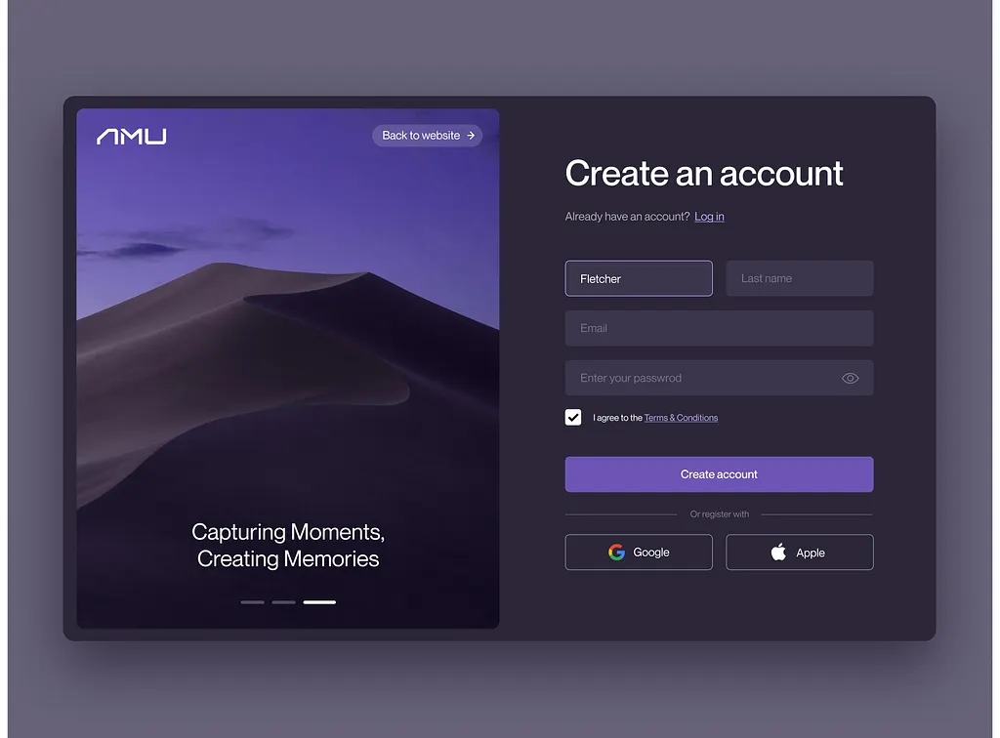 AMU
Back to website →
Capturing Moments,
Creating Memories
Create an account
Already have an account? Log in
Fletcher
Last name
Email
Enter your passwrod
I agree to the Terms & Conditions
Create account
Or register with
Google
Apple